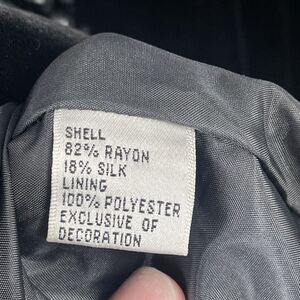 SHELL
82% RAYON
18% SILK
LINING
100% POLYESTER
EXCLUSIVE OF
DECORATION